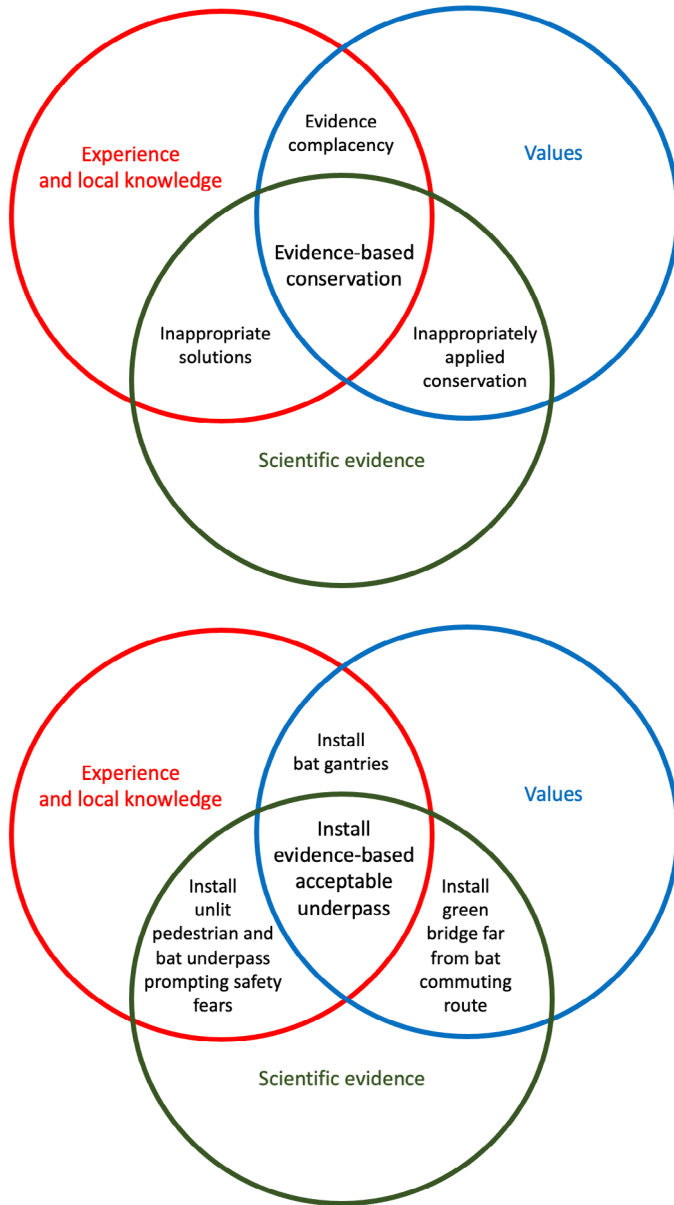 Evidence
complacency
Experience
and local knowledge
Values
Evidence-based
conservation
Inappropriate
solutions
Inappropriately
applied
conservation
Scientific evidence
Install
bat gantries
Experience
and local knowledge
Values
Install
evidence-based
acceptable
underpass
Install
unlit
pedestrian and
bat underpass
prompting safety
fears
Install
green
bridge far
from bat
commuting
route
Scientific evidence